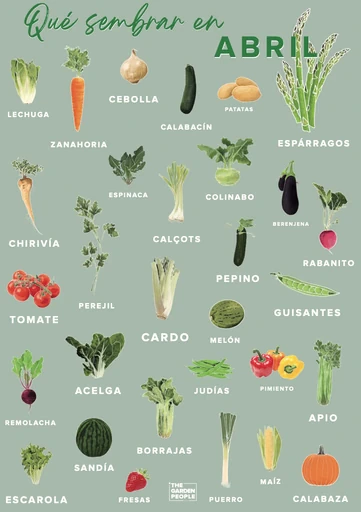 Qué sembrar en
ABRIL
LECHUGA
ZANAHORIA
CEBOLLA
CALABACÍN
PATATAS
ESPÁRRAGOS
ESPINACA
COLINABO
BERENJENA
CHIRIVÍA
CALÇOTS
RABANITO
PEREJIL
PEPINO
GUISANTES
TOMATE
CARDO
MELÓN
ACELGA
JUDÍAS
PIMIENTO
REMOLACHA
APIO
BORRAJAS
SANDÍA
ESCAROLA
FRESAS
THE
GARDEN
PEOPLE
PUERRO
MAÍZ
CALABAZA